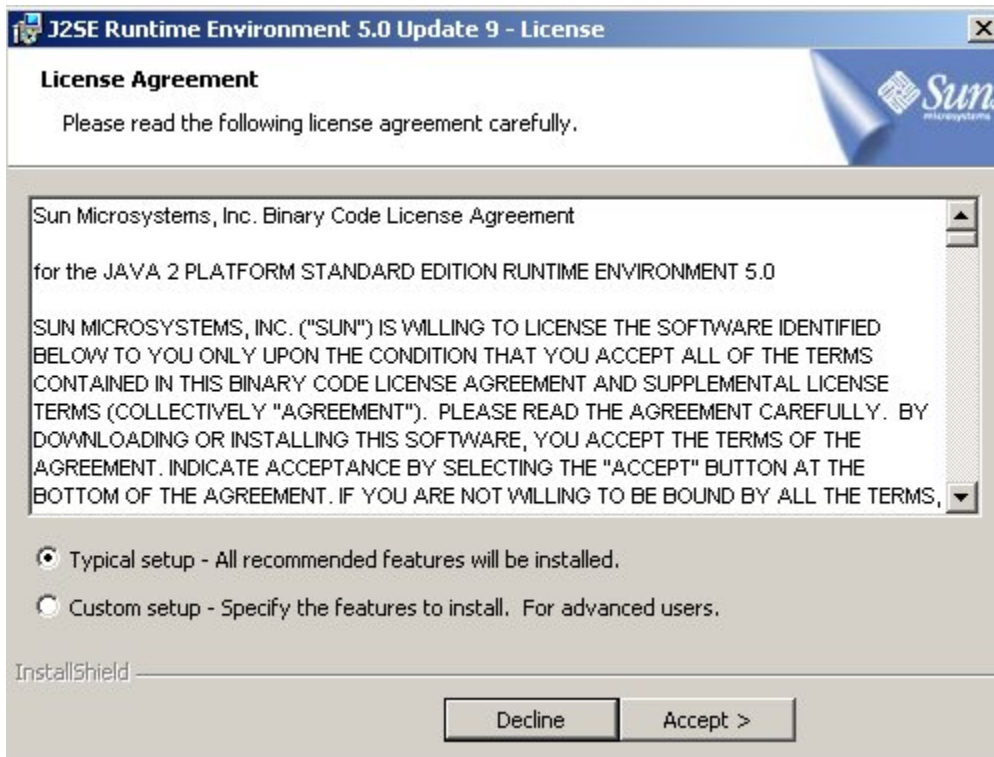 J2SE Runtime Environment 5.0 Update 9 - License
License Agreement
Please read the following license agreement carefully.
Sun
microsystems
Sun Microsystems, Inc. Binary Code License Agreement
for the JAVA 2 PLATFORM STANDARD EDITION RUNTIME ENVIRONMENT 5.0
SUN MICROSYSTEMS, INC. ("SUN") IS WILLING TO LICENSE THE SOFTWARE IDENTIFIED
BELOW TO YOU ONLY UPON THE CONDITION THAT YOU ACCEPT ALL OF THE TERMS
CONTAINED IN THIS BINARY CODE LICENSE AGREEMENT AND SUPPLEMENTAL LICENSE
TERMS (COLLECTIVELY "AGREEMENT").  PLEASE READ THE AGREEMENT CAREFULLY.  BY
DOWNLOADING OR INSTALLING THIS SOFTWARE, YOU ACCEPT THE TERMS OF THE
AGREEMENT. INDICATE ACCEPTANCE BY SELECTING THE "ACCEPT" BUTTON AT THE
BOTTOM OF THE AGREEMENT. IF YOU ARE NOT WILLING TO BE BOUND BY ALL THE TERMS,
Typical setup - All recommended features will be installed.
Custom setup - Specify the features to install.  For advanced users.
InstallShield
Decline
Accept >